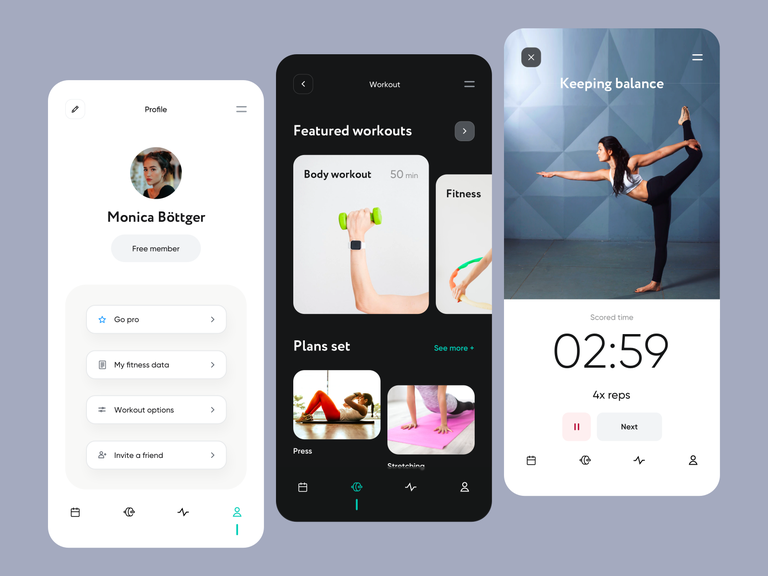 Profile
Monica Böttger
Free member
Go pro
My fitness data
Workout options
Invite a friend
Workout
Featured workouts
Body workout 50 min
Fitness
Plans set
See more +
Press
Stretching
Keeping balance
Scored time
02:59
4x reps
Next